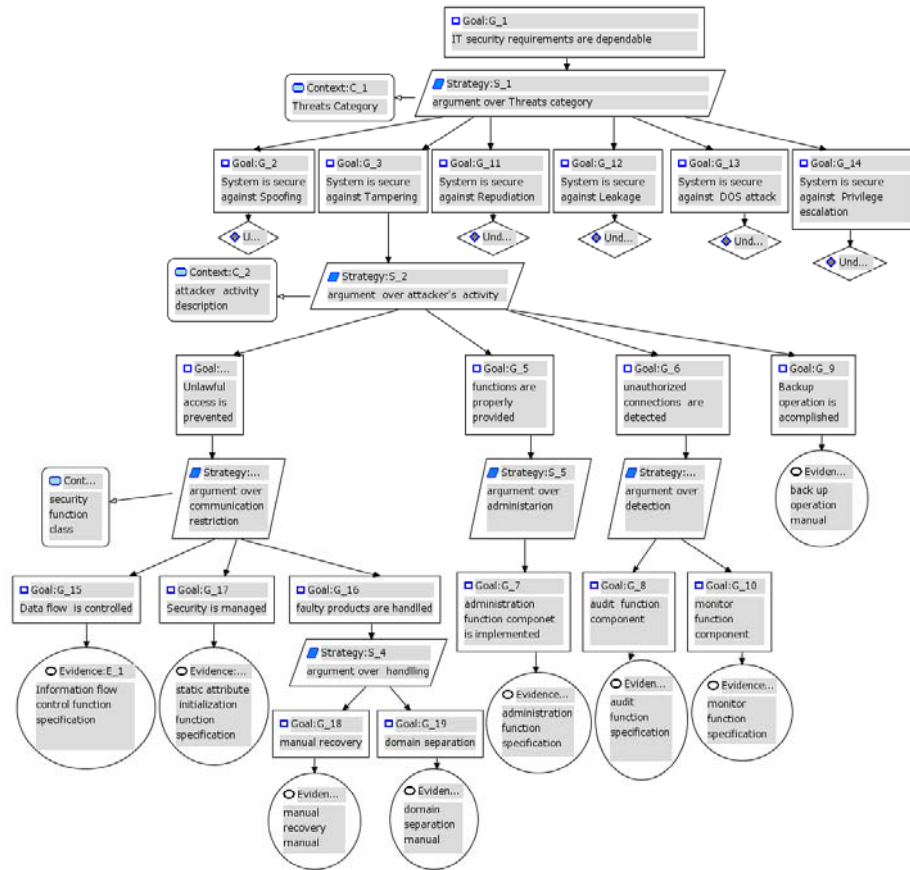 Goal:G_1
IT security requirements are dependable
Context:C_1
Threats Category
Strategy:S_1
argument over Threats category
Goal:G_2
System is secure
against Spoofing
Goal:G_3
System is secure
against Tampering
Goal:G_11
System is secure
against Repudiation
Goal:G_12
System is secure
against Leakage
Goal:G_13
System is secure
against DOS attack
Goal:G_14
System is secure
against Privilege
escalation
U...
Und...
Und...
Und...
Und...
Context:C_2
attacker activity
description
Strategy:S_2
argument over attacker's activity
Goal:...
Unlawful
access is
prevented
Goal:G_5
functions are
properly
provided
Goal:G_6
unauthorized
connections are
detected
Goal:G_9
Backup
operation is
acomplished
Cont...
security
function
class
Strategy:...
argument over
communication
restriction
Strategy:S_5
argument over
administarion
Strategy:...
argument over
detection
Eviden...
back up
operation
manual
Goal:G_15
Data flow is controlled
Goal:G_17
Security is managed
Goal:G_16
faulty products are handlled
Goal:G_7
administration
function componet
is implemented
Goal:G_8
audit function
component
Goal:G_10
monitor
function
component
Evidence:E_1
Information flow
control function
specification
Evidence:...
static attribute
initialization
function
specification
Strategy:S_4
argument over handlling
Goal:G_18
manual recovery
Goal:G_19
domain separation
Evidence...
administration
function
specification
Eviden...
audit
function
specification
Evidence...
monitor
function
specification
Eviden...
manual
recovery
manual
Eviden...
domain
separation
manual